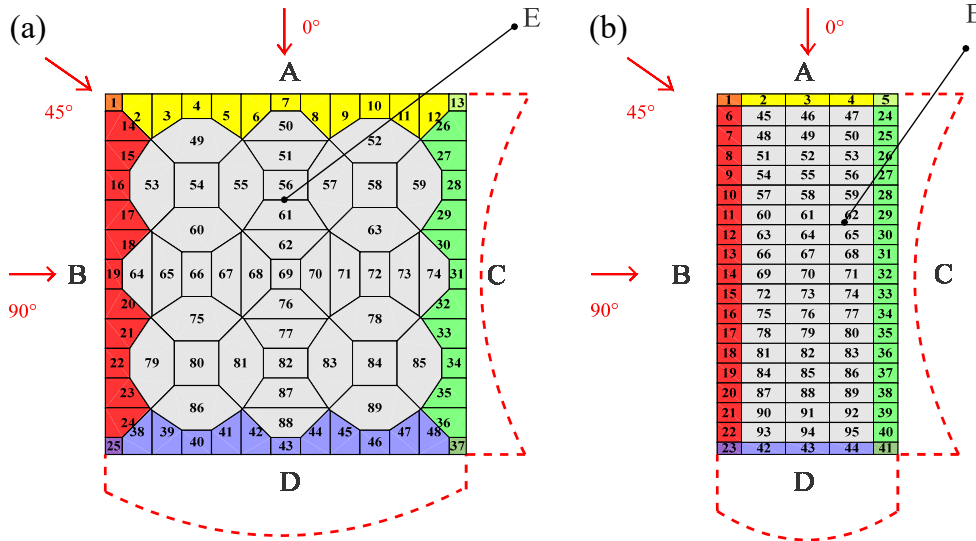 (a)
0°
E
A
45°
1 2 3 4 5 6 7 8 9 10 11 12 13
14 49 50 52 26
15 51 27
16 53 54 55 56 57 58 59 28
17 61 29
18 60 62 63 30
B
19 64 65 66 67 68 69 70 71 72 73 74 31
C
90°
20 75 76 78 32
21 77 33
22 79 80 81 82 83 84 85 34
23 87 35
24 86 88 89 36
25 38 39 40 41 42 43 44 45 46 47 48 37
D
(b)
0°
E
A
45°
1 2 3 4 5
6 45 46 47 24
7 48 49 50 25
8 51 52 53 26
9 54 55 56 27
10 57 58 59 28
11 60 61 62 29
12 63 64 65 30
13 66 67 68 31
B
14 69 70 71 32
C
90°
15 72 73 74 33
16 75 76 77 34
17 78 79 80 35
18 81 82 83 36
19 84 85 86 37
20 87 88 89 38
21 90 91 92 39
22 93 94 95 40
23 42 43 44 41
D